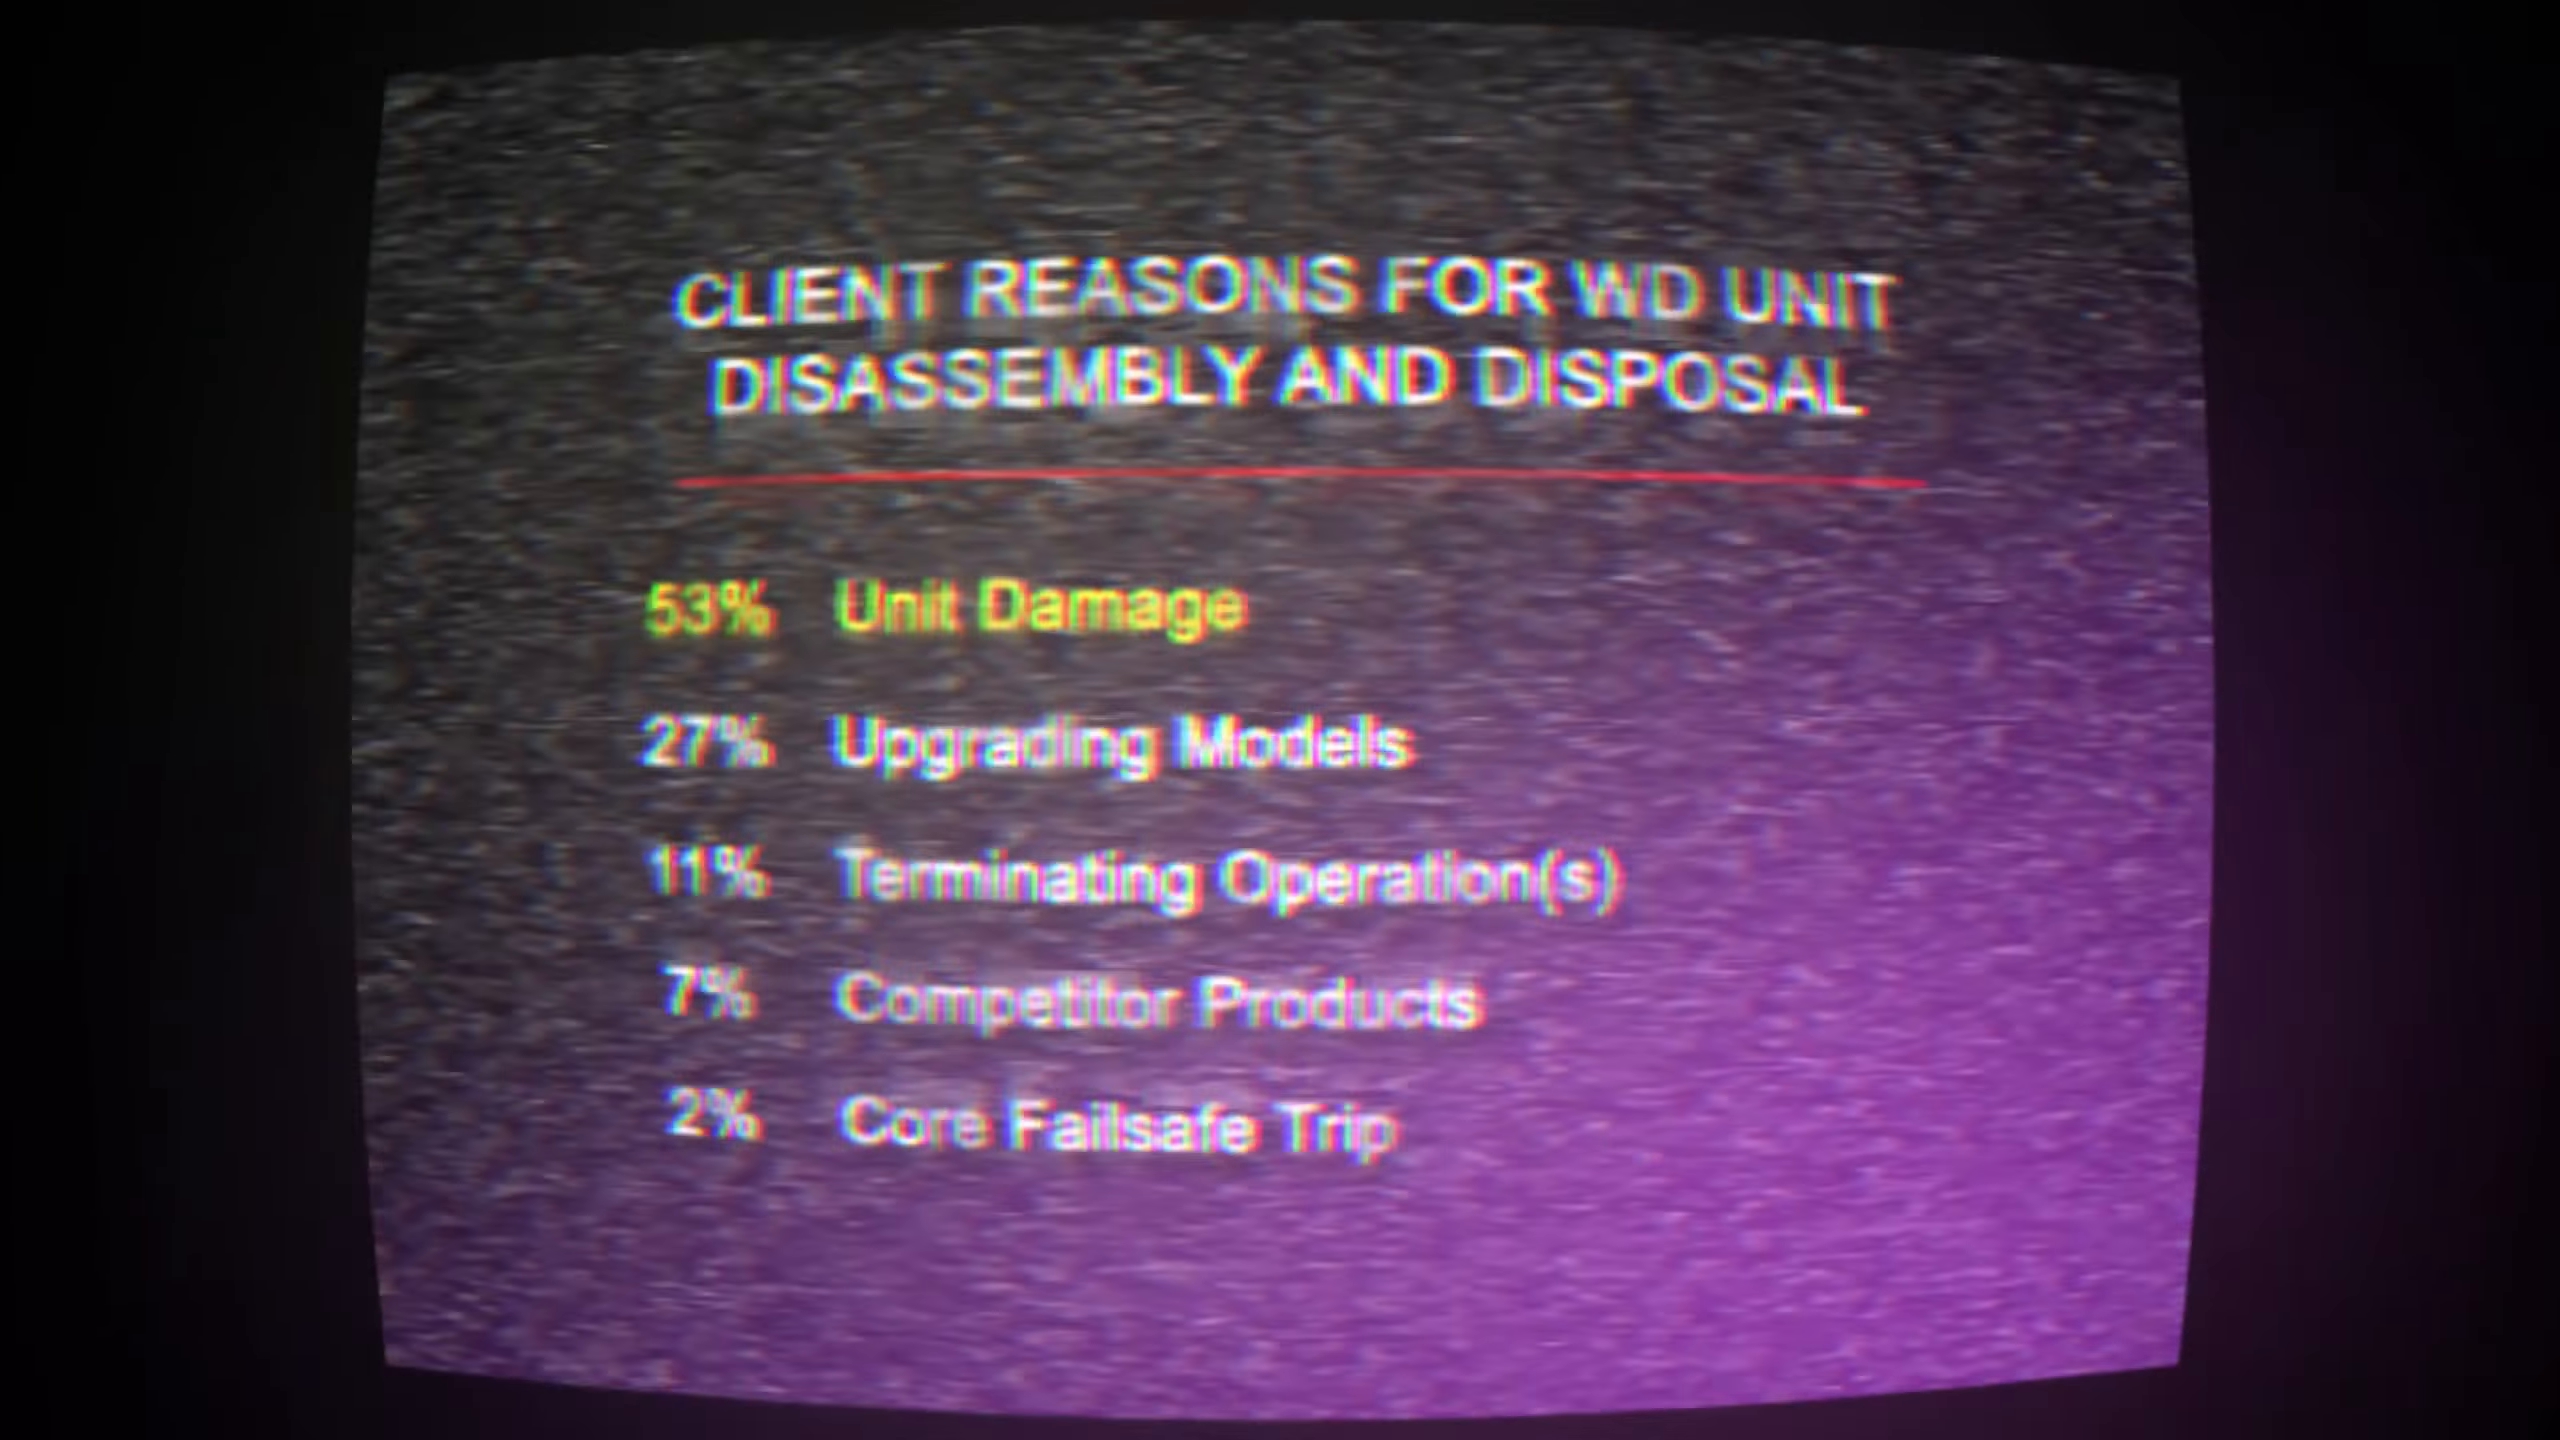 CLIENT REASONS FOR WD UNIT
DISASSEMBLY AND DISPOSAL
53% Unit Damage
27% Upgrading Models
11% Terminating Operation(s)
7% Competitor Products
2% Core Failsafe Trip